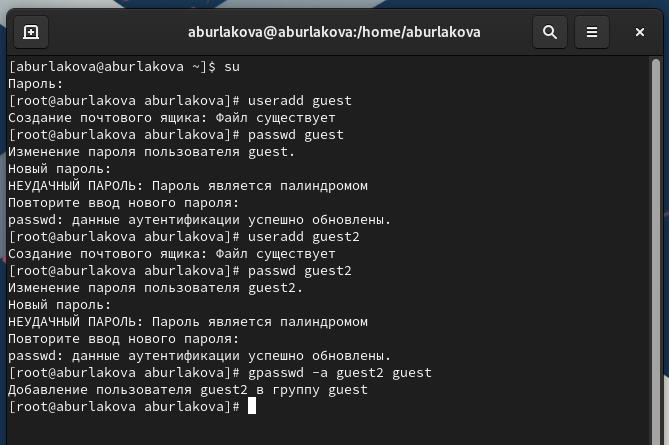 aburlakova@aburlakova:/home/aburlakova
[aburlakova@aburlakova ~]$ su
Пароль:
[root@aburlakova aburlakova]# useradd guest
Создание почтового ящика: Файл существует
[root@aburlakova aburlakova]# passwd guest
Изменение пароля пользователя guest.
Новый пароль:
НЕУДАЧНЫЙ ПАРОЛЬ: Пароль является палиндромом
Повторите ввод нового пароля:
passwd: данные аутентификации успешно обновлены.
[root@aburlakova aburlakova]# useradd guest2
Создание почтового ящика: Файл существует
[root@aburlakova aburlakova]# passwd guest2
Изменение пароля пользователя guest2.
Новый пароль:
НЕУДАЧНЫЙ ПАРОЛЬ: Пароль является палиндромом
Повторите ввод нового пароля:
passwd: данные аутентификации успешно обновлены.
[root@aburlakova aburlakova]# gpasswd -a guest2 guest
Добавление пользователя guest2 в группу guest
[root@aburlakova aburlakova]#